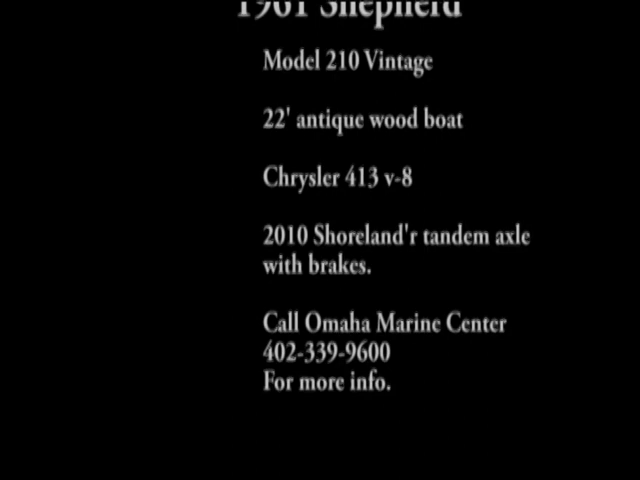 1961 Shepherd
Model 210 Vintage
22' antique wood boat
Chrysler 413 v-8
2010 Shoreland'r tandem axle
with brakes.
Call Omaha Marine Center
402-339-9600
For more info.